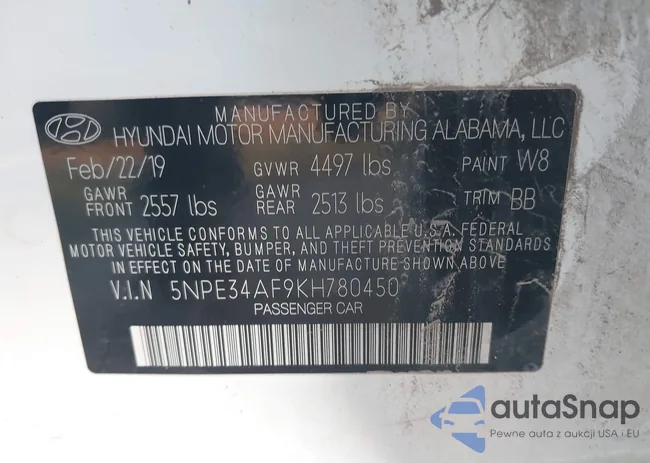 MANUFACTURED BY
HYUNDAI MOTOR MANUFACTURING ALABAMA, LLC
Feb/22/19 GVWR 4497 lbs PAINT W8
GAWR FRONT 2557 lbs GAWR REAR 2513 lbs TRIM BB
THIS VEHICLE CONFORMS TO ALL APPLICABLE U.S.A. FEDERAL
MOTOR VEHICLE SAFETY, BUMPER, AND THEFT PREVENTION STANDARDS
IN EFFECT ON THE DATE OF MANUFACTURE SHOWN ABOVE
V.I.N 5NPE34AF9KH780450
PASSENGER CAR
autaSnap
Pewne auta z aukcji USA i EU